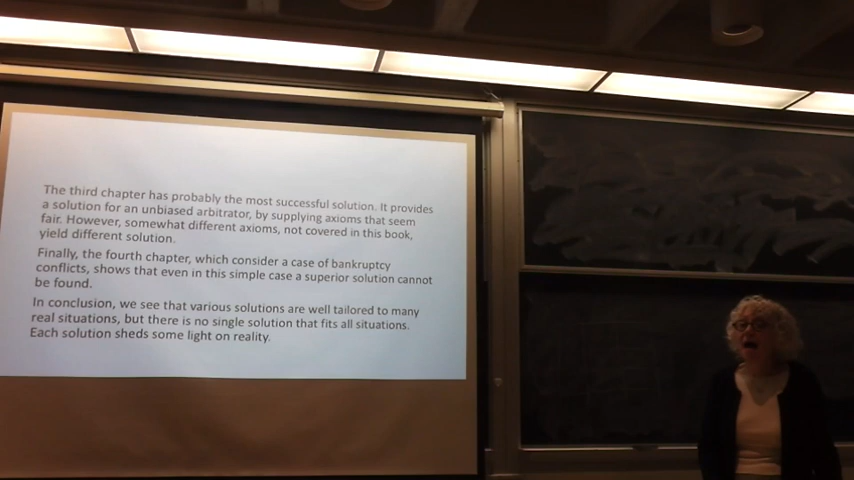 The third chapter has probably the most successful solution. It provides
a solution for an unbiased arbitrator, by supplying axioms that seem
fair. However, somewhat different axioms, not covered in this book,
yield different solution.
Finally, the fourth chapter, which consider a case of bankruptcy
conflicts, shows that even in this simple case a superior solution cannot
be found.
In conclusion, we see that various solutions are well tailored to many
real situations, but there is no single solution that fits all situations.
Each solution sheds some light on reality.